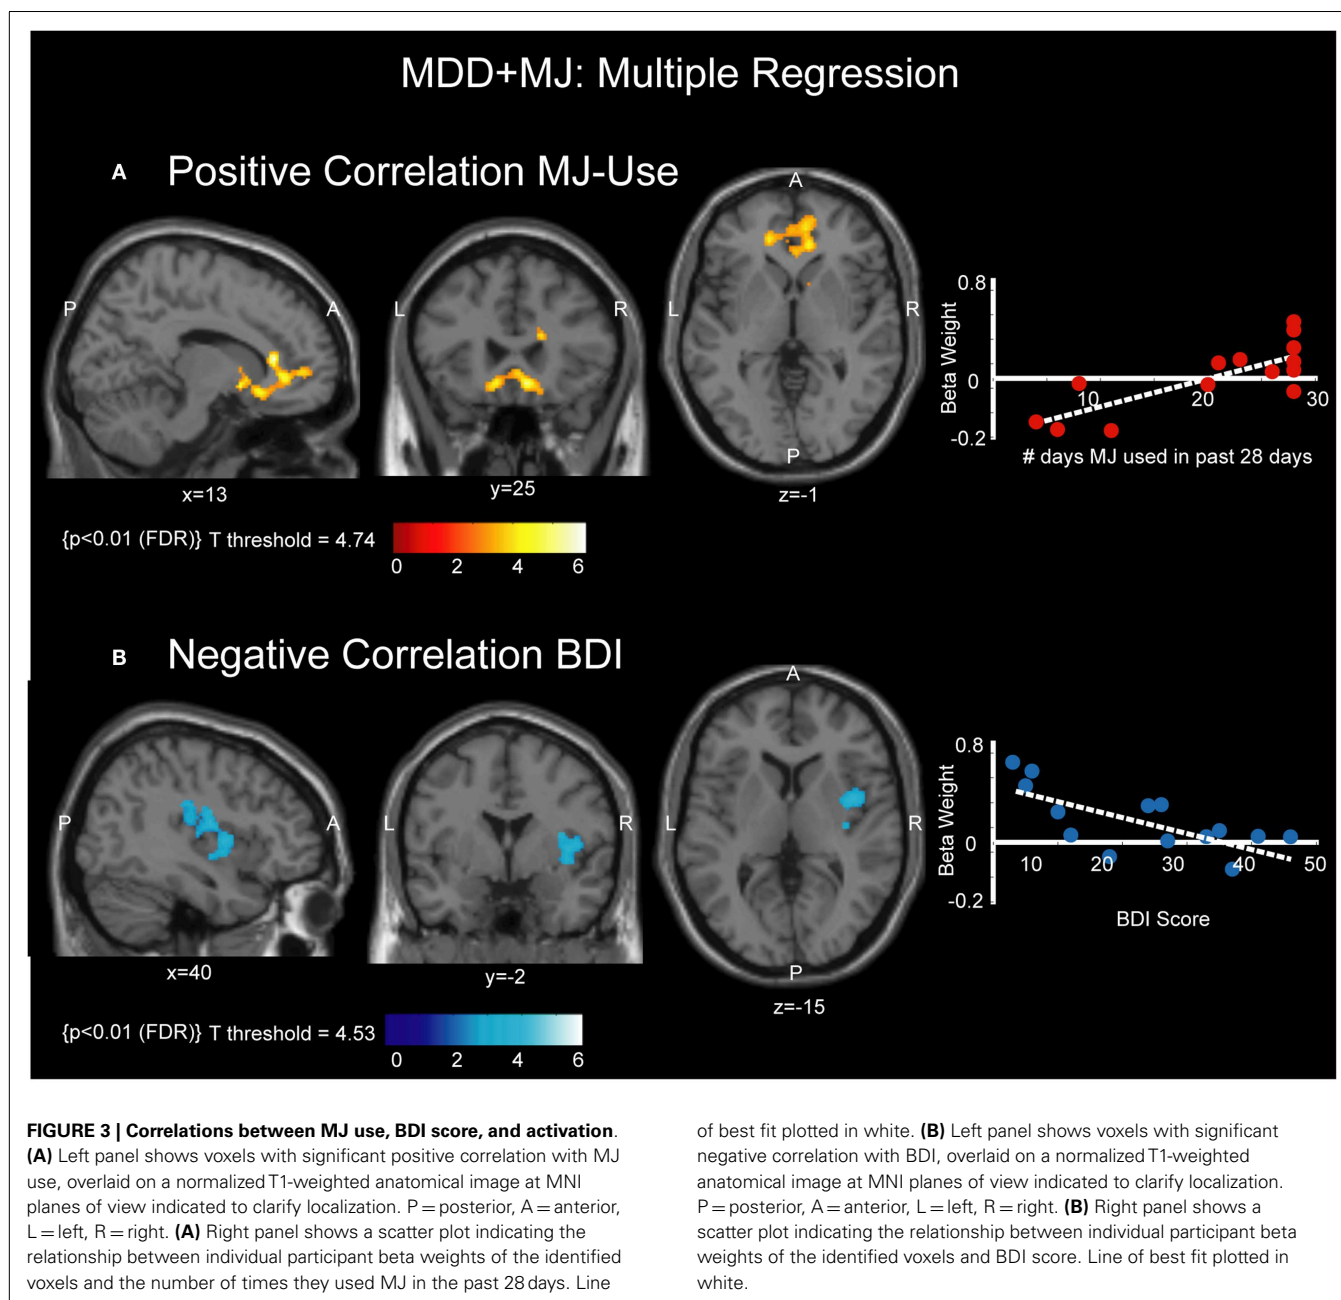 MDD+MJ: Multiple Regression
A Positive Correlation MJ-Use
P
A
x=13
L
R
y=25
A
L
R
P
z=-1
0.8
0
-0.2
Beta Weight
10 20 30
# days MJ used in past 28 days
{p<0.01 (FDR)} T threshold = 4.74
0 2 4 6
B Negative Correlation BDI
P
A
x=40
L
R
y=-2
A
L
R
P
z=-15
0.8
0
-0.2
Beta Weight
10 20 30 40 50
BDI Score
{p<0.01 (FDR)} T threshold = 4.53
0 2 4 6
FIGURE 3 | Correlations between MJ use, BDI score, and activation.
(A) Left panel shows voxels with significant positive correlation with MJ
use, overlaid on a normalized T1-weighted anatomical image at MNI
planes of view indicated to clarify localization. P = posterior, A = anterior,
L = left, R = right. (A) Right panel shows a scatter plot indicating the
relationship between individual participant beta weights of the identified
voxels and the number of times they used MJ in the past 28 days. Line
of best fit plotted in white. (B) Left panel shows voxels with significant
negative correlation with BDI, overlaid on a normalized T1-weighted
anatomical image at MNI planes of view indicated to clarify localization.
P = posterior, A = anterior, L = left, R = right. (B) Right panel shows a
scatter plot indicating the relationship between individual participant beta
weights of the identified voxels and BDI score. Line of best fit plotted in
white.